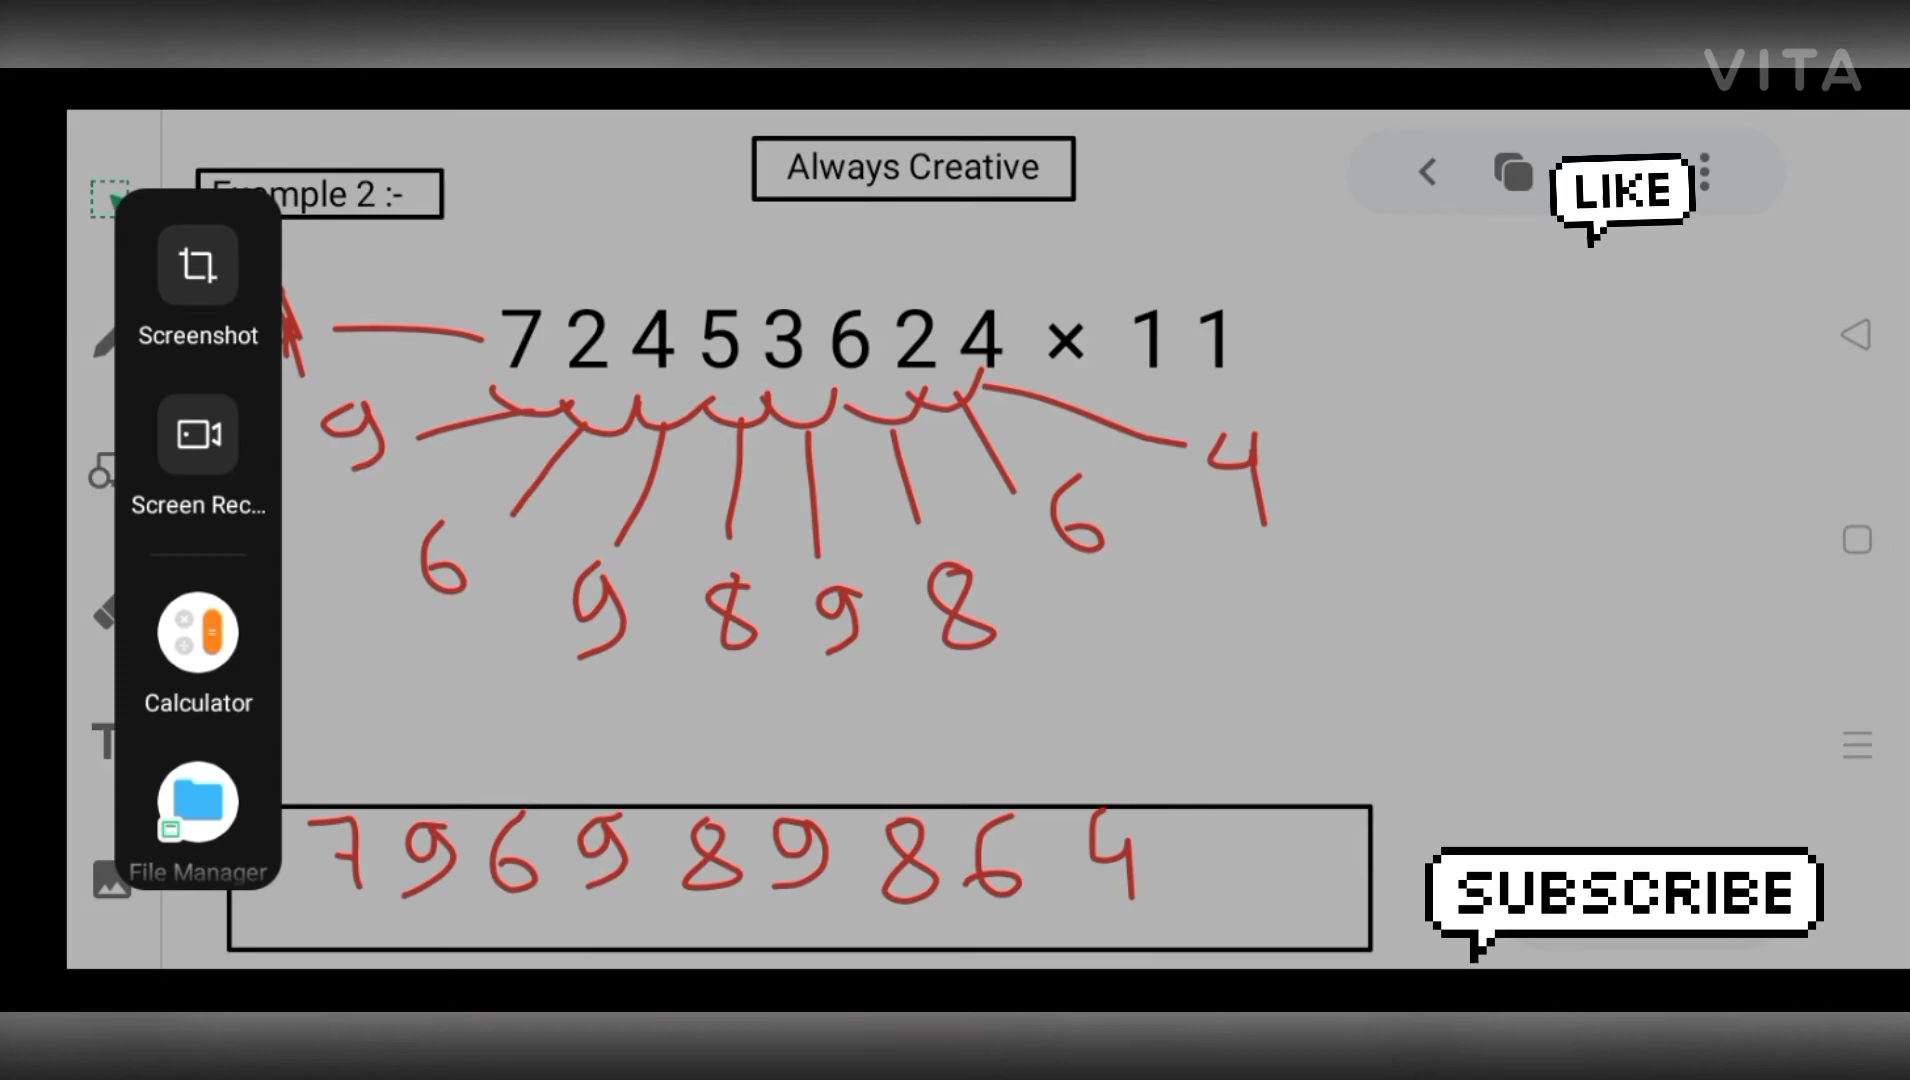 VITA
Always Creative
Example 2 :-
LIKE
Screenshot
7 2 4 5 3 6 2 4 × 1 1
9
4
Screen Rec...
6
6
9 8 9 8
Calculator
7 9 6 9 8 9 8 6 4
File Manager
SUBSCRIBE